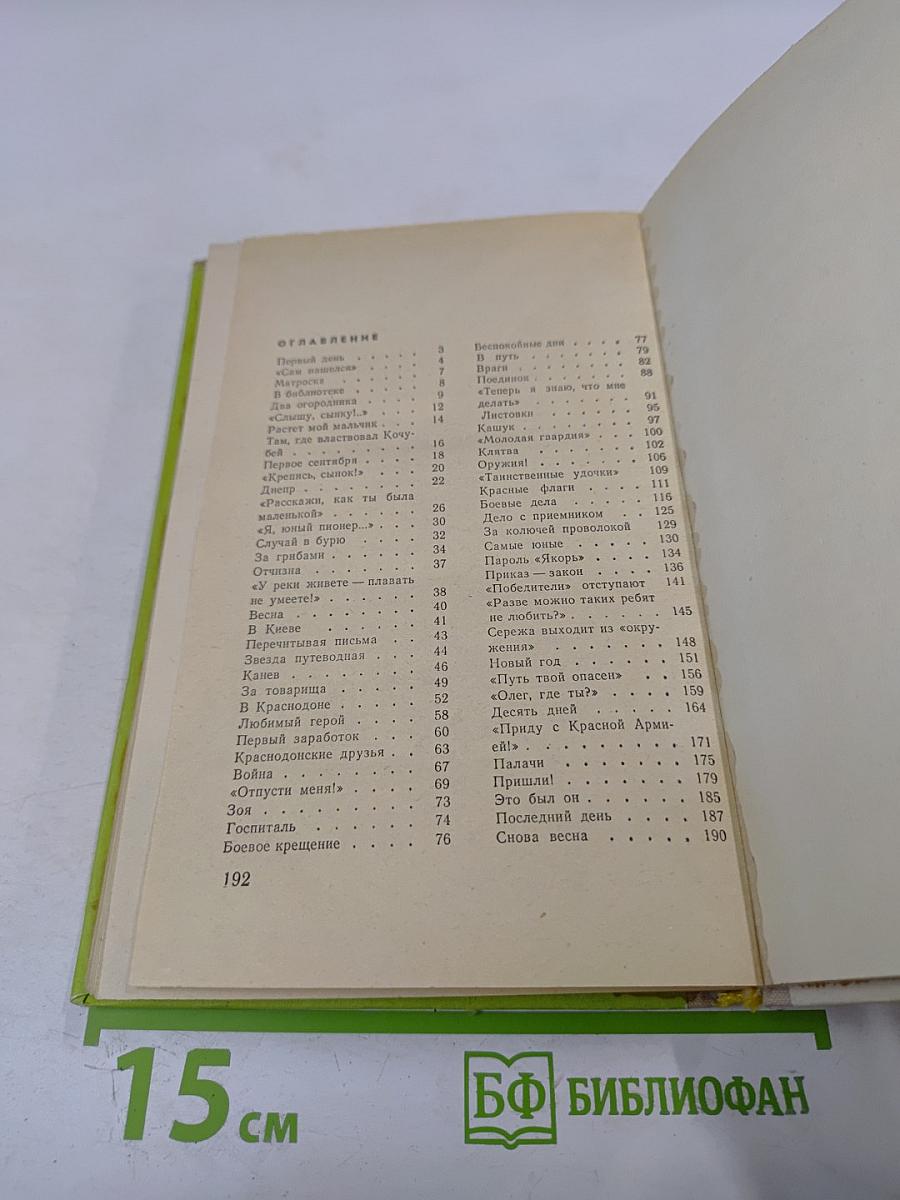 ОГЛАВЛЕНИЕ
Первый день . . . . . 3
«Сам нашелся» . . . . 4
Матроска . . . . . 7
В библиотеке . . . . 8
Два огородника . . . . 9
«Слышу, сынку!..» . . . 12
Растет мой мальчик . . . 14
Там, где властвовал Кочу-
бей . . . . . . . 16
Первое сентября . . . . 18
«Крепись, сынок!» . . . 20
Днепр . . . . . . . 22
«Расскажи, как ты была
маленькой» . . . . . 26
«Я, юный пионер...» . . . 30
Случай в бурю . . . . 32
За грибами . . . . . 34
Отчизна . . . . . . 37
«У реки живете — плавать
не умеете!» . . . . . 38
Весна . . . . . . . 40
В Киеве . . . . . . 41
Перечитывая письма . . 43
Звезда путеводная . . . 44
Канев . . . . . . . 46
За товарища . . . . . 49
В Краснодоне . . . . . 52
Любимый герой . . . . 58
Первый заработок . . . 60
Краснодонские друзья . . 63
Война . . . . . . . 67
«Отпусти меня!» . . . . 69
Зоя . . . . . . . . 73
Госпиталь . . . . . . 74
Боевое крещение . . . . 76
192
Беспокойные дни . . . . 77
В путь . . . . . . 79
Враги . . . . . . . 82
Поединок . . . . . . 88
«Теперь я знаю, что мне
делать» . . . . . . 91
Листовки . . . . . . 95
Кашук . . . . . . . 97
«Молодая гвардия» . . . 100
Клятва . . . . . . 102
Оружия! . . . . . . 106
«Таинственные удочки» 109
Красные флаги . . . . 111
Боевые дела . . . . . 116
Дело с приемником . . 125
За колючей проволокой 129
Самые юные . . . . . 130
Пароль «Якорь» . . . . 134
Приказ — закон . . . . 136
«Победители» отступают 141
«Разве можно таких ребят
не любить?» . . . . . . 145
Сережа выходит из «окру-
жения» . . . . . . . 148
Новый год . . . . . . 151
«Путь твой опасен» . . 156
«Олег, где ты?» . . . . 159
Десять дней . . . . . 164
«Приду с Красной Арми-
ей!» . . . . . . . . 171
Палачи . . . . . . . 175
Пришли! . . . . . . . 179
Это был он . . . . . . 185
Последний день . . . . 187
Снова весна . . . . . 190
15 см
БФ БИБЛИОФАН